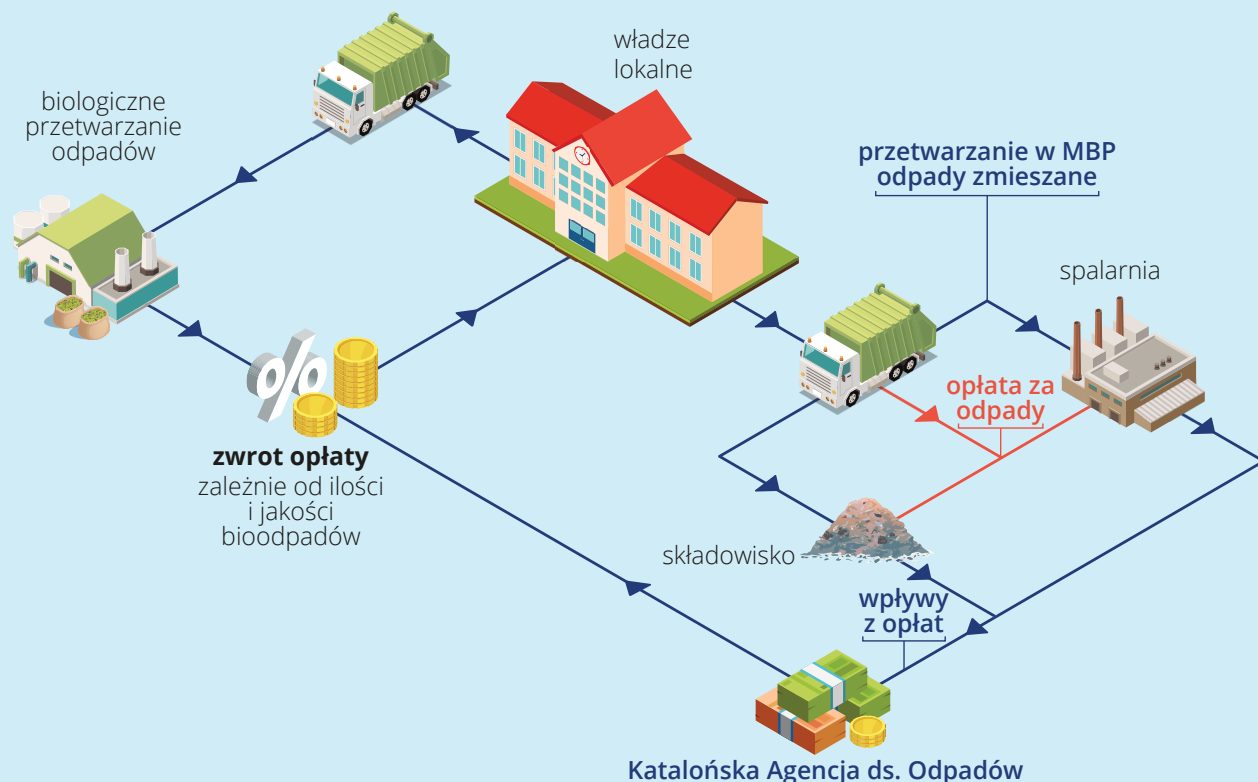 władze
lokalne
biologiczne
przetwarzanie
odpadów
przetwarzanie w MBP
odpady zmieszane
spalarnia
opłata za
odpady
zwrot opłaty
zależnie od ilości
i jakości
bioodpadów
składowisko
wpływy
z opłat
Katalońska Agencja ds. Odpadów